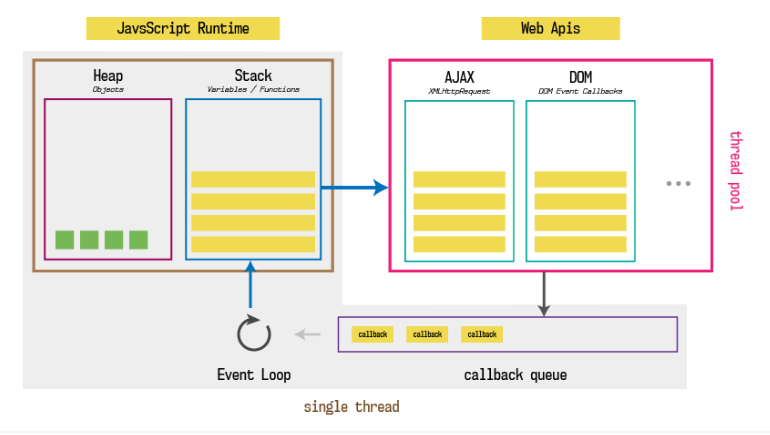 JavsScript Runtime
Web Apis
Heap
Objects
Stack
Variables / Functions
AJAX
XMLHttpRequest
DOM
DOM Event Callbacks
...
thread pool
callback
callback
callback
Event Loop
callback queue
single thread